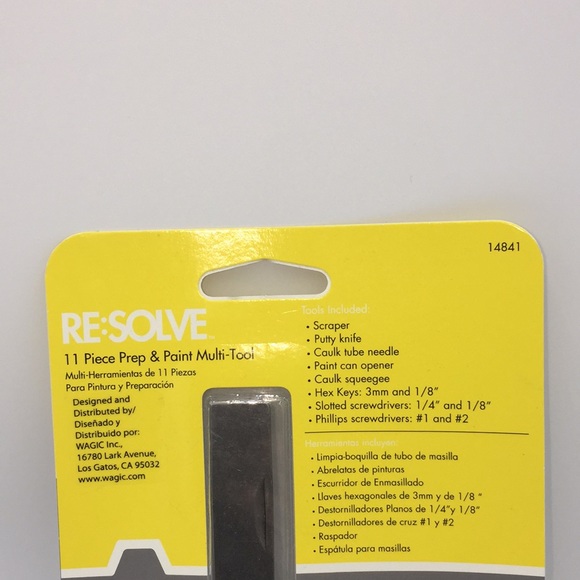 14841
RE:SOLVE™
11 Piece Prep & Paint Multi-Tool
Multi-Herramientas de 11 Piezas
Para Pintura y Preparación
Designed and
Distributed by/
Diseñado y
Distribuido por:
WAGIC Inc.,
16780 Lark Avenue,
Los Gatos, CA 95032
www.wagic.com
Tools Included:
• Scraper
• Putty knife
• Caulk tube needle
• Paint can opener
• Caulk squeegee
• Hex Keys: 3mm and 1/8"
• Slotted screwdrivers: 1/4" and 1/8"
• Phillips screwdrivers: #1 and #2
Herramientas incluyen:
• Limpia-boquilla de tubo de masilla
• Abrelatas de pinturas
• Escurridor de Enmasillado
• Llaves hexagonales de 3mm y de 1/8 "
• Destornilladores Planos de 1/4"y 1/8"
• Destornilladores de cruz #1 y #2
• Raspador
• Espátula para masillas